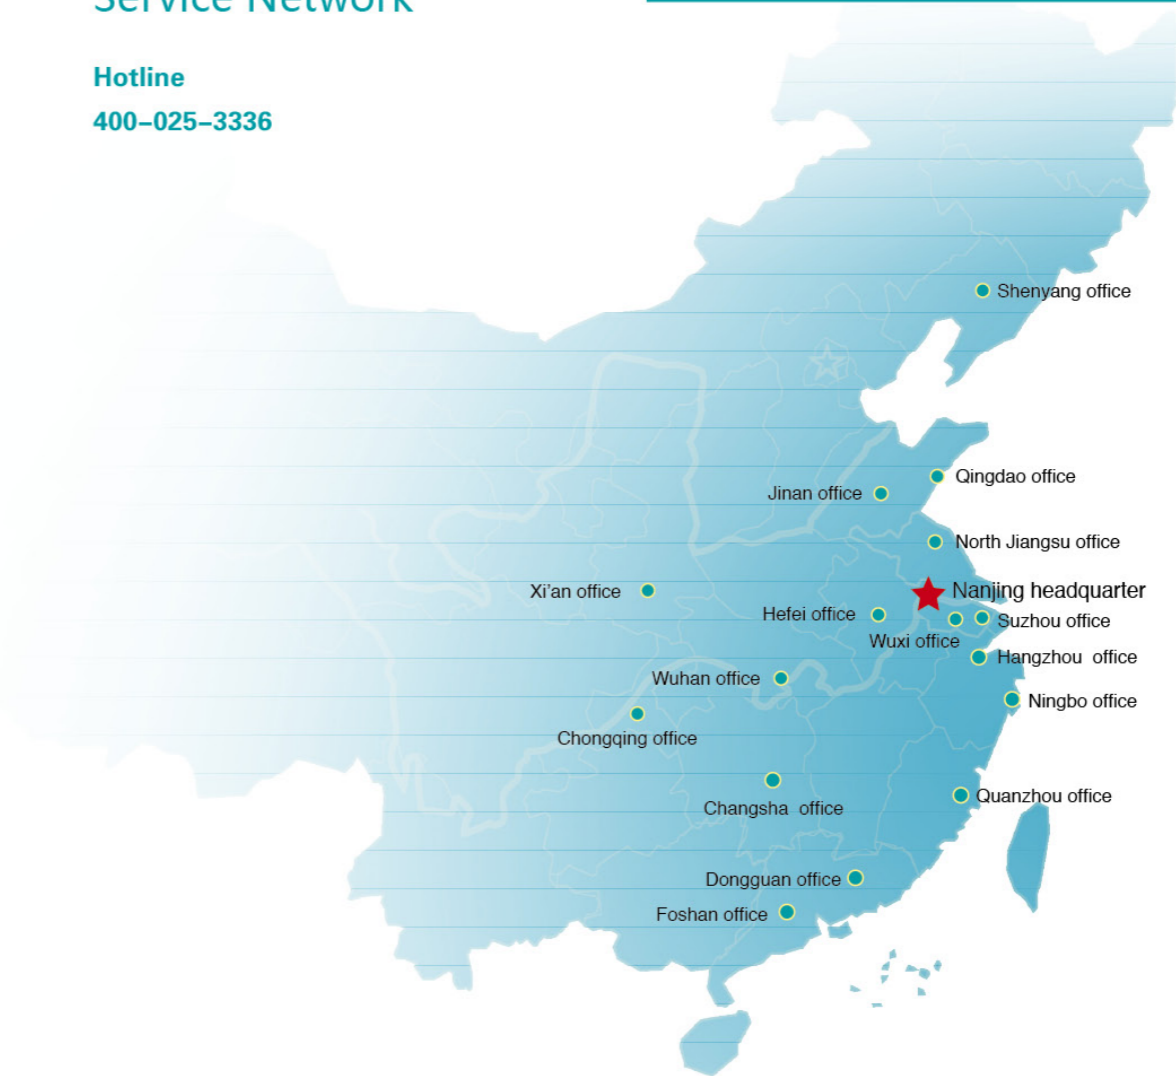 Service Network
Hotline
400–025–3336
Shenyang office
Qingdao office
Jinan office
North Jiangsu office
Xi'an office
Nanjing headquarter
Hefei office
Suzhou office
Wuxi office
Hangzhou office
Wuhan office
Ningbo office
Chongqing office
Quanzhou office
Changsha office
Dongguan office
Foshan office